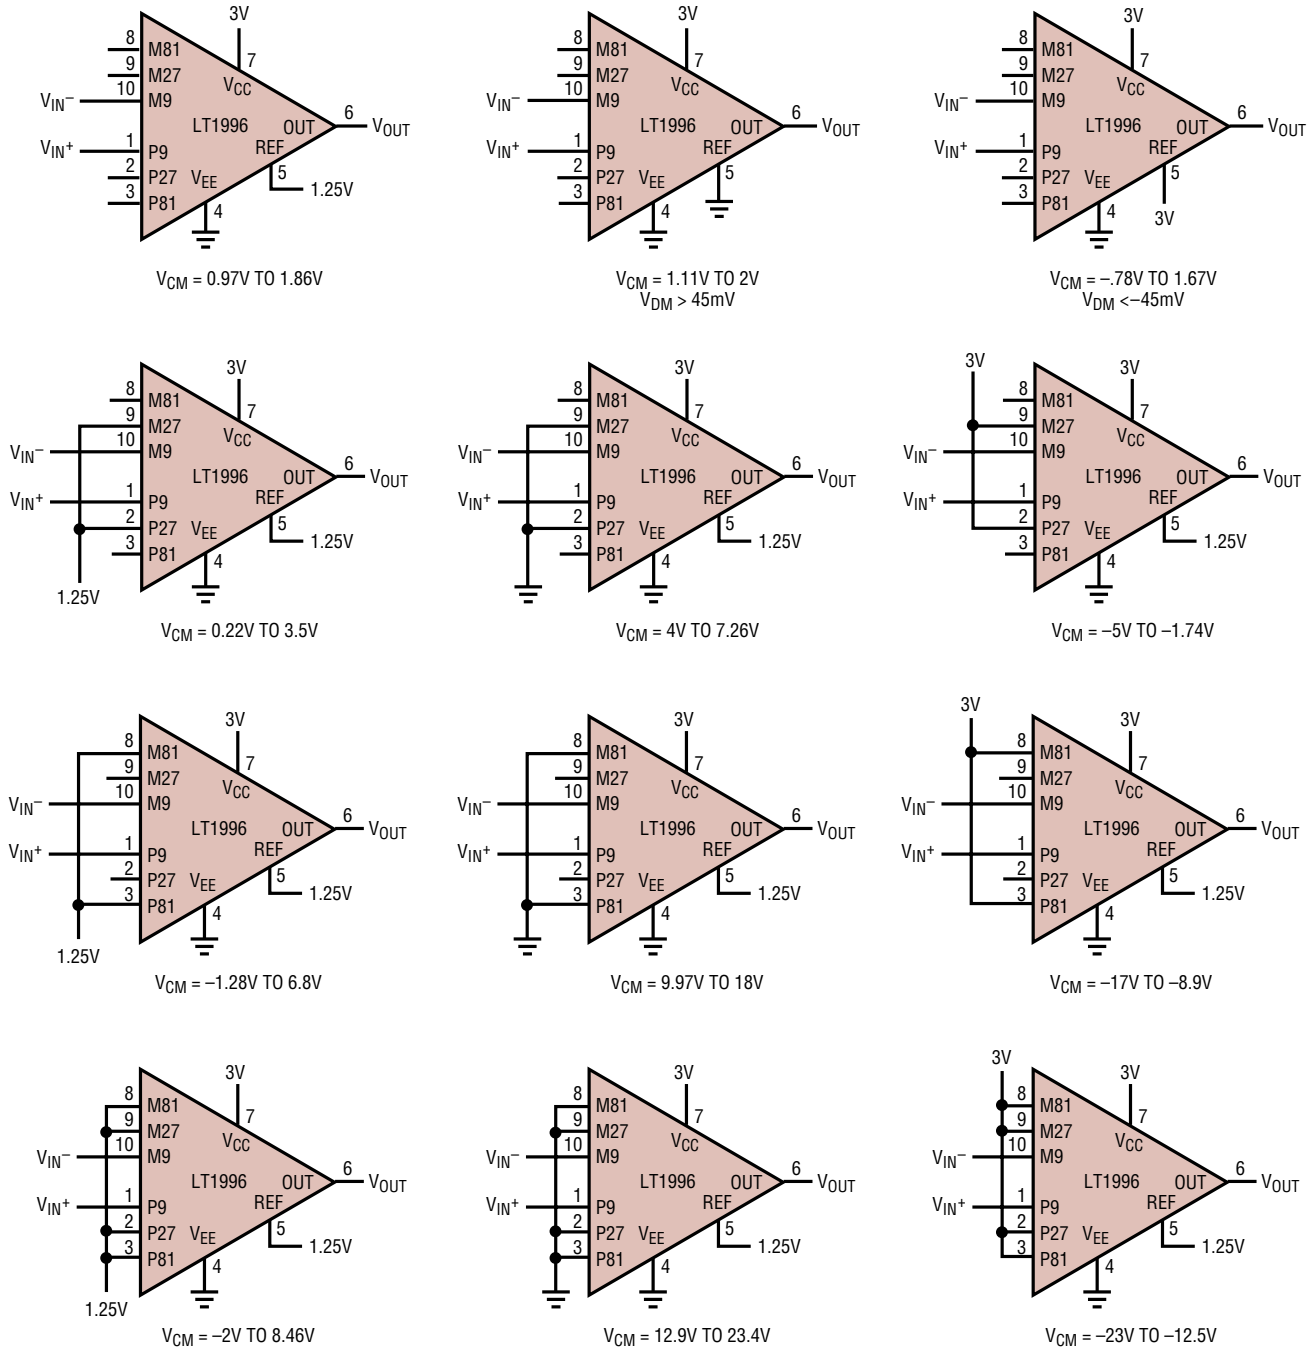 3V
8 M81
7
9 M27
VCC
10 M9
VIN–
LT1996
OUT 6 VOUT
VIN+
1 P9
REF
2 P27
VEE
5 1.25V
3 P81
4
VCM = 0.97V TO 1.86V
3V
8 M81
7
9 M27
VCC
10 M9
VIN–
LT1996
OUT 6 VOUT
VIN+
1 P9
REF
2 P27
VEE
5
3 P81
4
VCM = 1.11V TO 2V
VDM > 45mV
3V
8 M81
7
9 M27
VCC
10 M9
VIN–
LT1996
OUT 6 VOUT
VIN+
1 P9
REF
2 P27
VEE
5
3 P81
4
3V
VCM = –.78V TO 1.67V
VDM <–45mV
3V
8 M81
7
9 M27
VCC
10 M9
VIN–
LT1996
OUT 6 VOUT
VIN+
1 P9
REF
2 P27
VEE
5 1.25V
3 P81
4
1.25V
VCM = 0.22V TO 3.5V
3V
8 M81
7
9 M27
VCC
10 M9
VIN–
LT1996
OUT 6 VOUT
VIN+
1 P9
REF
2 P27
VEE
5 1.25V
3 P81
4
VCM = 4V TO 7.26V
3V
3V
8 M81
7
9 M27
VCC
10 M9
VIN–
LT1996
OUT 6 VOUT
VIN+
1 P9
REF
2 P27
VEE
5 1.25V
3 P81
4
VCM = –5V TO –1.74V
3V
8 M81
7
9 M27
VCC
10 M9
VIN–
LT1996
OUT 6 VOUT
VIN+
1 P9
REF
2 P27
VEE
5 1.25V
3 P81
4
1.25V
VCM = –1.28V TO 6.8V
3V
8 M81
7
9 M27
VCC
10 M9
VIN–
LT1996
OUT 6 VOUT
VIN+
1 P9
REF
2 P27
VEE
5 1.25V
3 P81
4
VCM = 9.97V TO 18V
3V
3V
8 M81
7
9 M27
VCC
10 M9
VIN–
LT1996
OUT 6 VOUT
VIN+
1 P9
REF
2 P27
VEE
5 1.25V
3 P81
4
VCM = –17V TO –8.9V
3V
8 M81
7
9 M27
VCC
10 M9
VIN–
LT1996
OUT 6 VOUT
VIN+
1 P9
REF
2 P27
VEE
5 1.25V
3 P81
4
1.25V
VCM = –2V TO 8.46V
3V
8 M81
7
9 M27
VCC
10 M9
VIN–
LT1996
OUT 6 VOUT
VIN+
1 P9
REF
2 P27
VEE
5 1.25V
3 P81
4
VCM = 12.9V TO 23.4V
3V
3V
8 M81
7
9 M27
VCC
10 M9
VIN–
LT1996
OUT 6 VOUT
VIN+
1 P9
REF
2 P27
VEE
5 1.25V
3 P81
4
VCM = –23V TO –12.5V